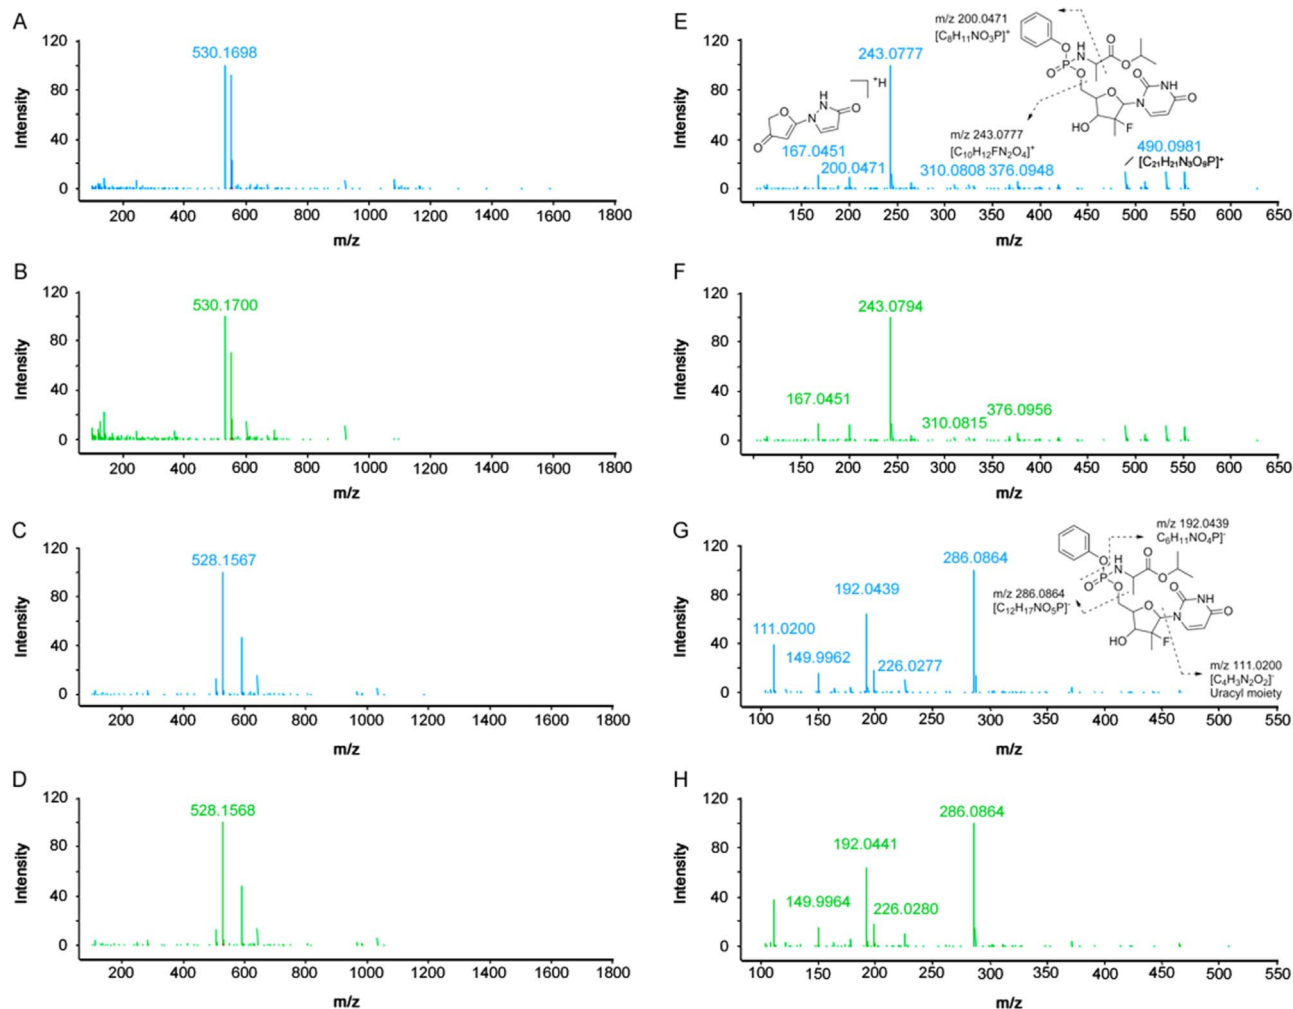 A
120
80
40
0
Intensity
530.1698
200 400 600 800 1000 1200 1400 1600 1800
m/z
B
120
80
40
0
Intensity
530.1700
200 400 600 800 1000 1200 1400 1600 1800
m/z
C
120
80
40
0
Intensity
528.1567
200 400 600 800 1000 1200 1400 1600 1800
m/z
D
120
80
40
0
Intensity
528.1568
200 400 600 800 1000 1200 1400 1600 1800
m/z
E
120
80
40
0
Intensity
m/z 200.0471
[C₈H₁₁NO₃P]⁺
243.0777
O
O
NH
P
O
O
O
O
O
NH
N
O
HO
F
O
H
N
N
O
O
⁺H
m/z 243.0777
[C₁₀H₁₂FN₂O₄]⁺
167.0451
200.0471
310.0808 376.0948
490.0981
[C₂₁H₂₁N₃O₉P]⁺
150 200 250 300 350 400 450 500 550 600 650
m/z
F
120
80
40
0
Intensity
243.0794
167.0451
310.0815
376.0956
150 200 250 300 350 400 450 500 550 600 650
m/z
G
120
80
40
0
Intensity
m/z 192.0439
C₆H₁₁NO₄P]⁻
286.0864
192.0439
111.0200
149.9962
226.0277
m/z 286.0864
[C₁₂H₁₇NO₅P]⁻
O
H
N
O
P
O
O
O
O
O
NH
N
O
HO
F
m/z 111.0200
[C₄H₃N₂O₂]⁻
Uracyl moiety
100 150 200 250 300 350 400 450 500 550
m/z
H
120
80
40
0
Intensity
286.0864
192.0441
149.9964
226.0280
100 150 200 250 300 350 400 450 500 550
m/z